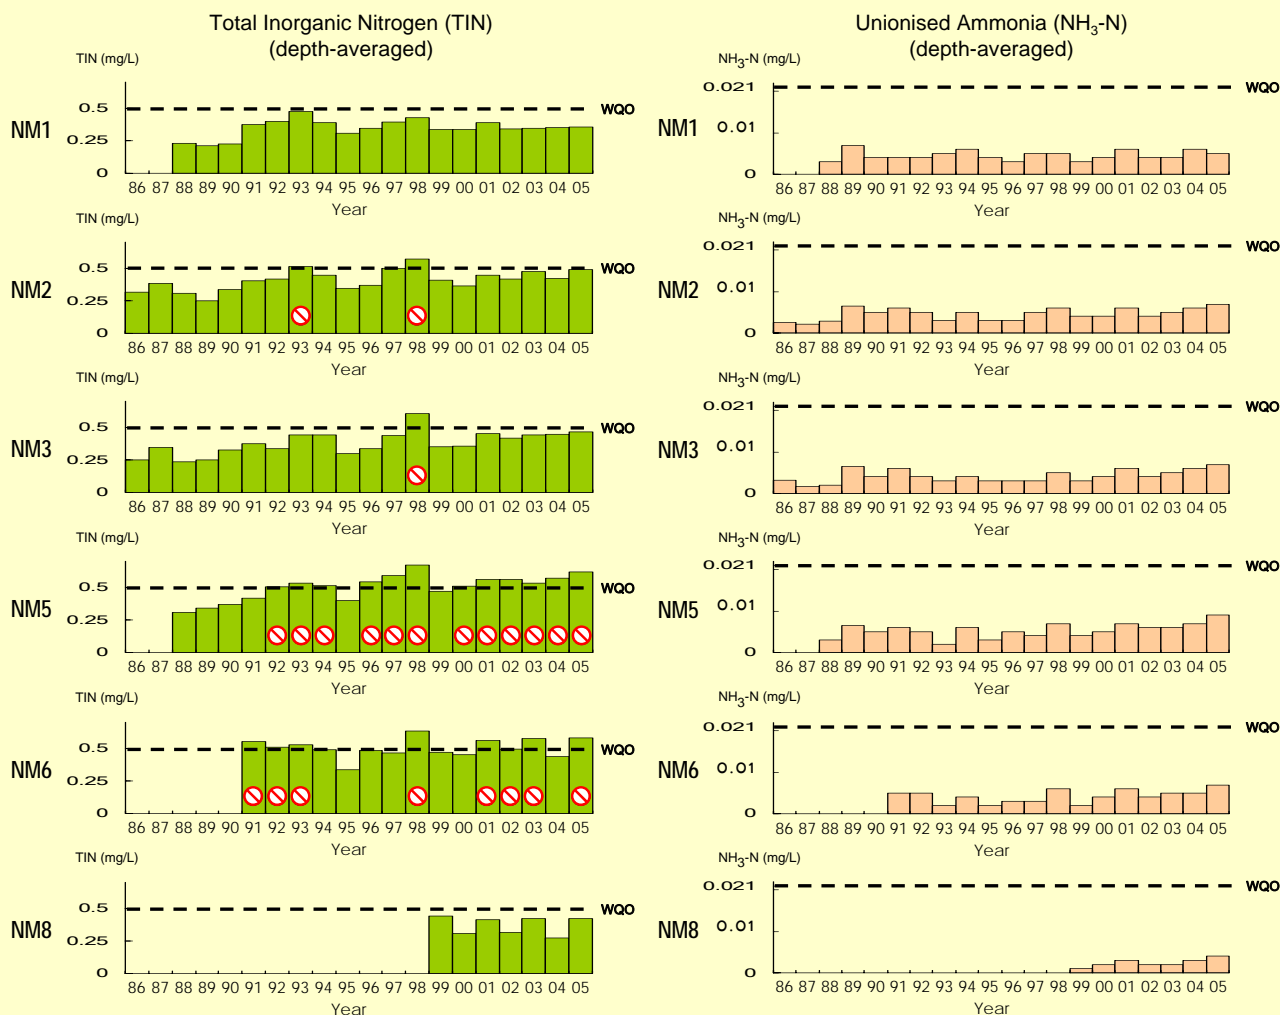 Total Inorganic Nitrogen (TIN)
(depth-averaged)
TIN (mg/L)
0.5
0.25
0
NM1
WQO
86 87 88 89 90 91 92 93 94 95 96 97 98 99 00 01 02 03 04 05
Year
TIN (mg/L)
0.5
0.25
0
NM2
WQO
86 87 88 89 90 91 92 93 94 95 96 97 98 99 00 01 02 03 04 05
Year
TIN (mg/L)
0.5
0.25
0
NM3
WQO
86 87 88 89 90 91 92 93 94 95 96 97 98 99 00 01 02 03 04 05
Year
TIN (mg/L)
0.5
0.25
0
NM5
WQO
86 87 88 89 90 91 92 93 94 95 96 97 98 99 00 01 02 03 04 05
Year
TIN (mg/L)
0.5
0.25
0
NM6
WQO
86 87 88 89 90 91 92 93 94 95 96 97 98 99 00 01 02 03 04 05
Year
TIN (mg/L)
0.5
0.25
0
NM8
WQO
86 87 88 89 90 91 92 93 94 95 96 97 98 99 00 01 02 03 04 05
Year
Unionised Ammonia (NH3-N)
(depth-averaged)
NH3-N (mg/L)
0.021
0.01
0
NM1
WQO
86 87 88 89 90 91 92 93 94 95 96 97 98 99 00 01 02 03 04 05
Year
NH3-N (mg/L)
0.021
0.01
0
NM2
WQO
86 87 88 89 90 91 92 93 94 95 96 97 98 99 00 01 02 03 04 05
Year
NH3-N (mg/L)
0.021
0.01
0
NM3
WQO
86 87 88 89 90 91 92 93 94 95 96 97 98 99 00 01 02 03 04 05
Year
NH3-N (mg/L)
0.021
0.01
0
NM5
WQO
86 87 88 89 90 91 92 93 94 95 96 97 98 99 00 01 02 03 04 05
Year
NH3-N (mg/L)
0.021
0.01
0
NM6
WQO
86 87 88 89 90 91 92 93 94 95 96 97 98 99 00 01 02 03 04 05
Year
NH3-N (mg/L)
0.021
0.01
0
NM8
WQO
86 87 88 89 90 91 92 93 94 95 96 97 98 99 00 01 02 03 04 05
Year